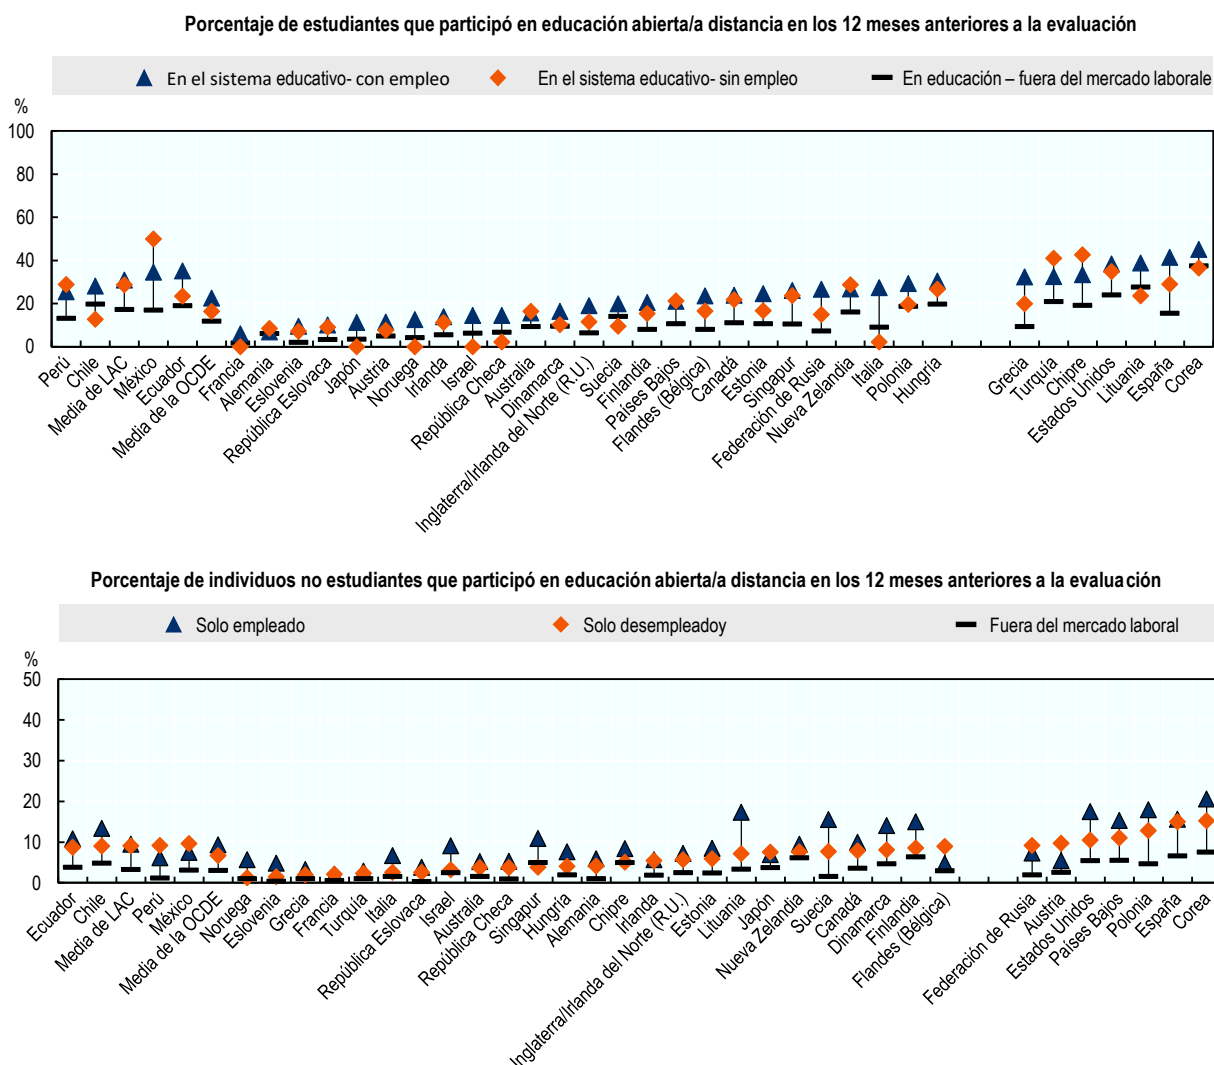 Porcentaje de estudiantes que participó en educación abierta/a distancia en los 12 meses anteriores a la evaluación
En el sistema educativo- con empleo
En el sistema educativo- sin empleo
En educación – fuera del mercado laborale
%
100
80
60
40
20
0
Perú
Chile
Media de LAC
México
Ecuador
Media de la OCDE
Francia
Alemania
Eslovenia
República Eslovaca
Japón
Austria
Noruega
Irlanda
Israel
República Checa
Australia
Dinamarca
Inglaterra/Irlanda del Norte (R.U.)
Suecia
Finlandia
Países Bajos
Flandes (Bélgica)
Canadá
Estonia
Singapur
Federación de Rusia
Nueva Zelandia
Italia
Polonia
Hungría
Grecia
Turquía
Chipre
Estados Unidos
Lituania
España
Corea
Porcentaje de individuos no estudiantes que participó en educación abierta/a distancia en los 12 meses anteriores a la evaluación
Solo empleado
Solo desempleadoy
Fuera del mercado laboral
%
50
40
30
20
10
0
Ecuador
Chile
Media de LAC
Perú
México
Media de la OCDE
Noruega
Eslovenia
Grecia
Francia
Turquía
Italia
República Eslovaca
Israel
Australia
República Checa
Singapur
Hungría
Alemania
Chipre
Irlanda
Inglaterra/Irlanda del Norte (R.U.)
Estonia
Lituania
Japón
Nueva Zelandia
Suecia
Canadá
Dinamarca
Finlandia
Flandes (Bélgica)
Federación de Rusia
Austria
Estados Unidos
Países Bajos
Polonia
España
Corea